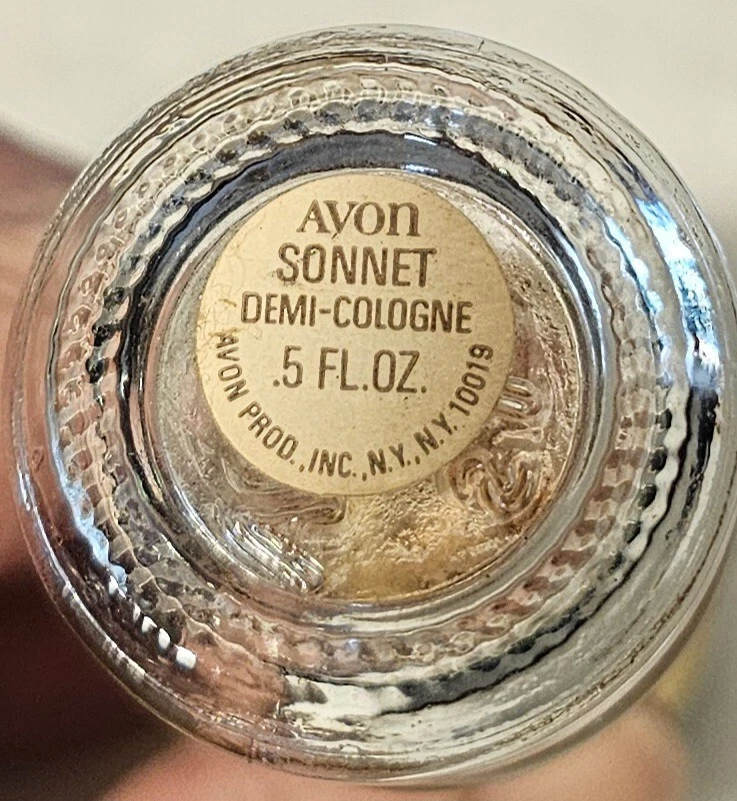 AVON
SONNET
DEMI-COLOGNE
.5 FL.OZ.
AVON PROD., INC., N.Y., N.Y. 10019